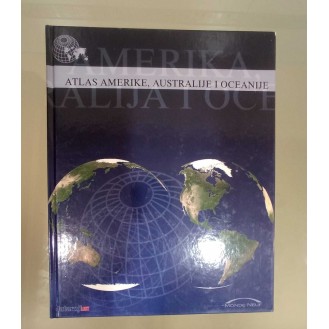 AMERIKA,
ATLAS AMERIKE, AUSTRALIJE I OCEANIJE
RALIJA I OCE